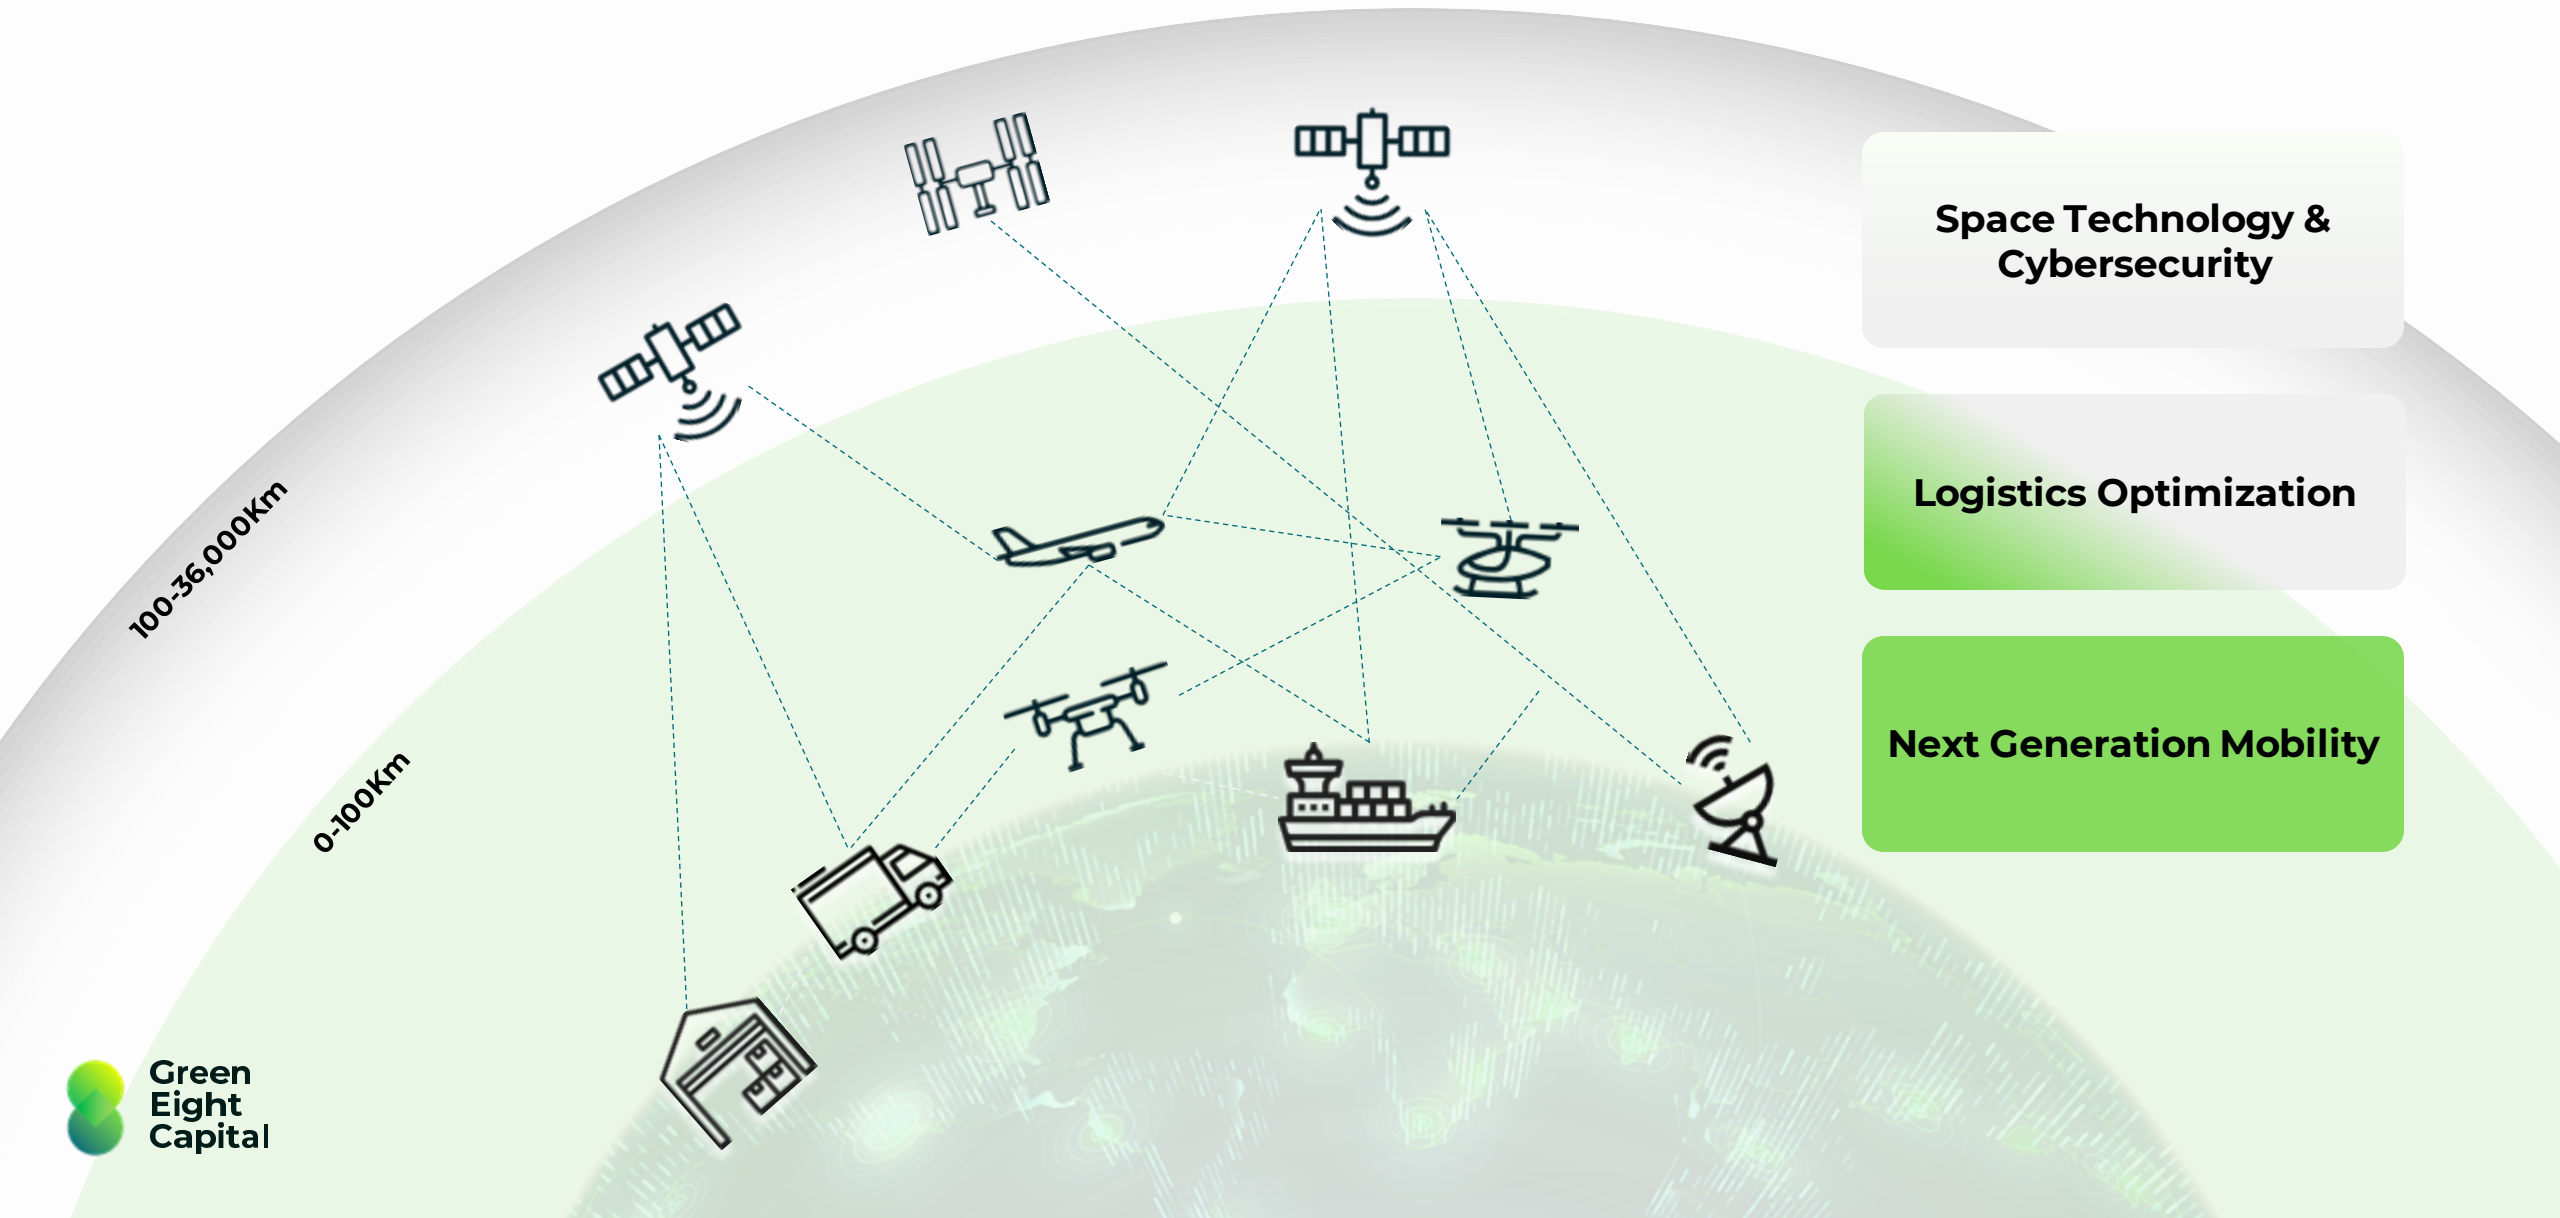 Space Technology &
Cybersecurity
Logistics Optimization
Next Generation Mobility
100-36,000Km
0-100Km
Green
Eight
Capital